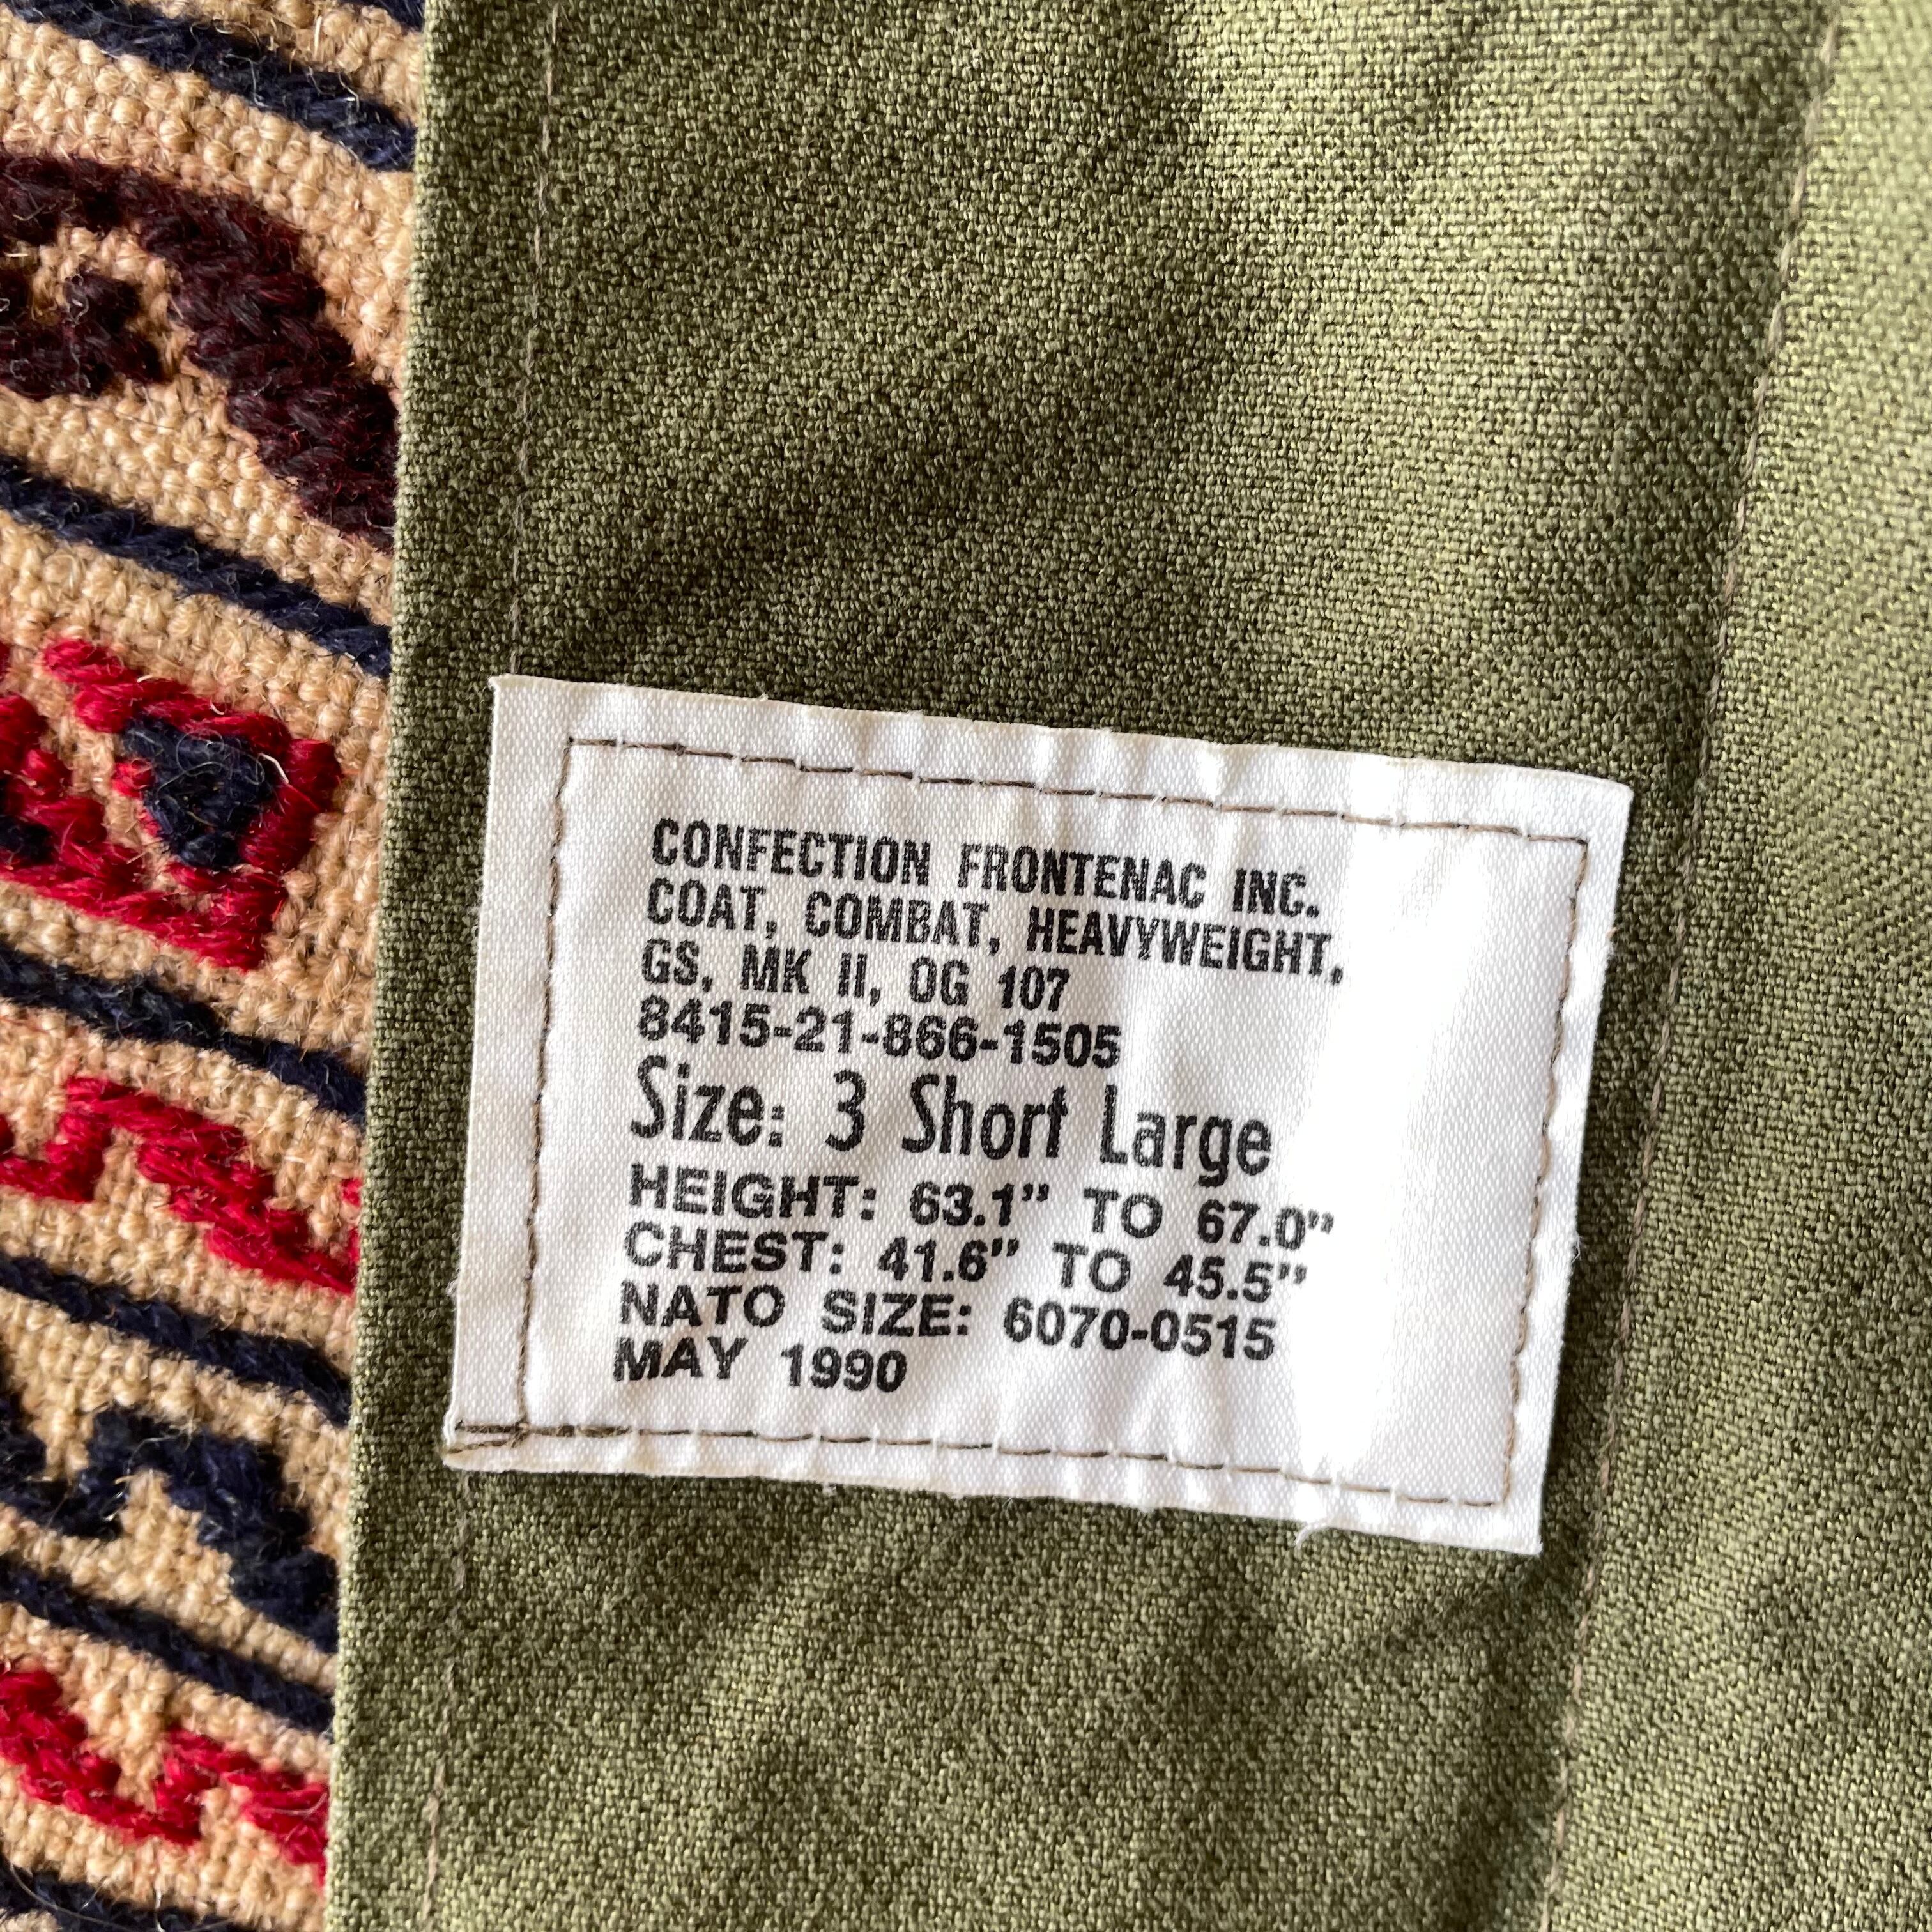 CONFECTION FRONTENAC INC.
COAT, COMBAT, HEAVYWEIGHT,
GS, MK II, OG 107
8415-21-866-1505
Size: 3 Short Large
HEIGHT: 63.1" TO 67.0"
CHEST: 41.6" TO 45.5"
NATO SIZE: 6070-0515
MAY 1990